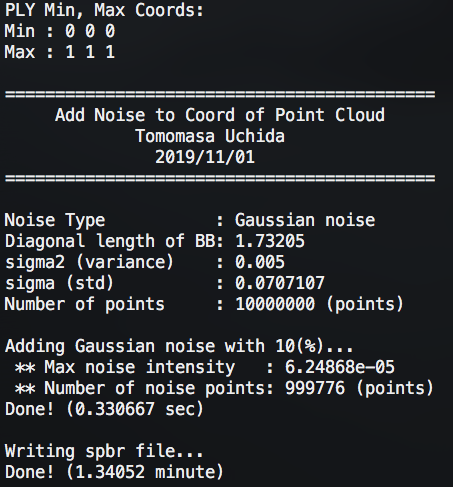 PLY Min, Max Coords:
Min : 0 0 0
Max : 1 1 1
===========================================
Add Noise to Coord of Point Cloud
Tomomasa Uchida
2019/11/01
===========================================
Noise Type : Gaussian noise
Diagonal length of BB: 1.73205
sigma2 (variance) : 0.005
sigma (std) : 0.0707107
Number of points : 10000000 (points)
Adding Gaussian noise with 10(%)...
** Max noise intensity : 6.24868e-05
** Number of noise points: 999776 (points)
Done! (0.330667 sec)
Writing spbr file...
Done! (1.34052 minute)